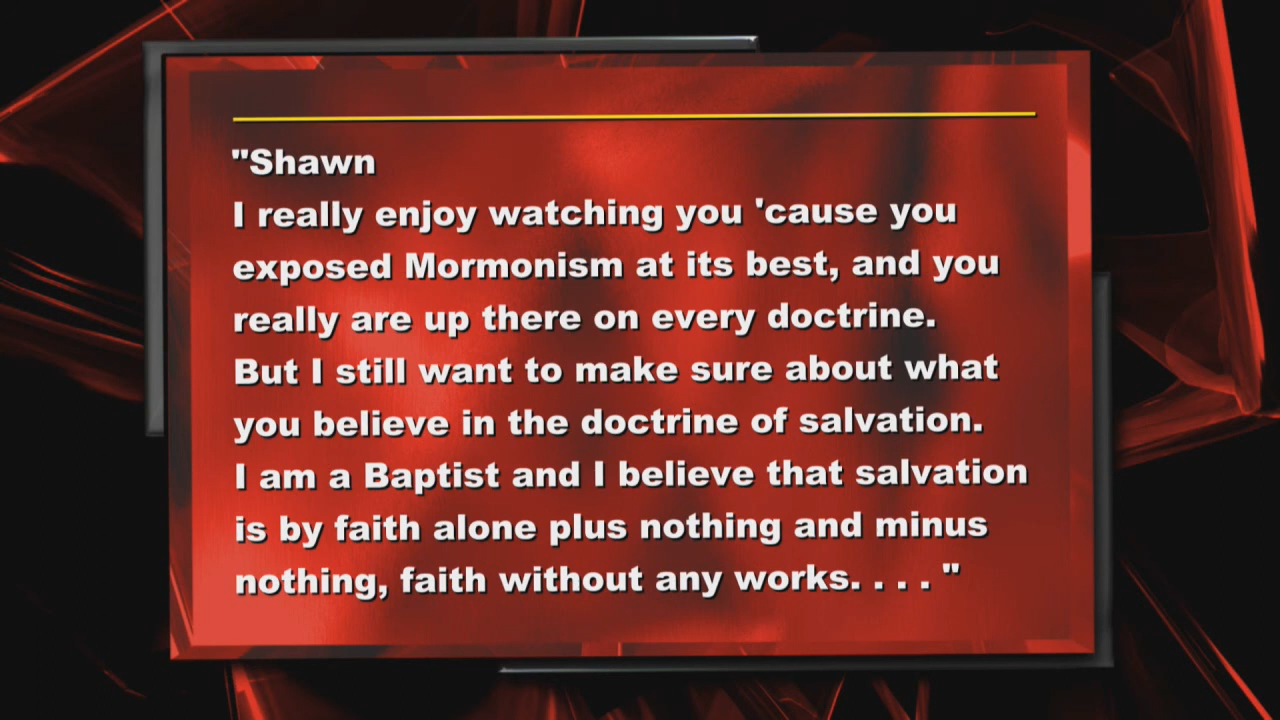 "Shawn
I really enjoy watching you 'cause you
exposed Mormonism at its best, and you
really are up there on every doctrine.
But I still want to make sure about what
you believe in the doctrine of salvation.
I am a Baptist and I believe that salvation
is by faith alone plus nothing and minus
nothing, faith without any works. . . . "